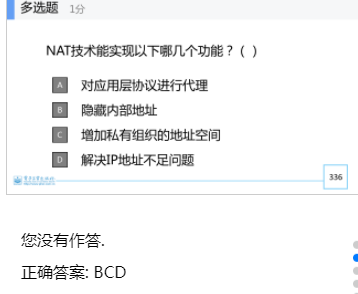 多选题 1分
NAT技术能实现以下哪几个功能？( )
A 对应用层协议进行代理
B 隐藏内部地址
C 增加私有组织的地址空间
D 解决IP地址不足问题
336
您没有作答.
正确答案: BCD